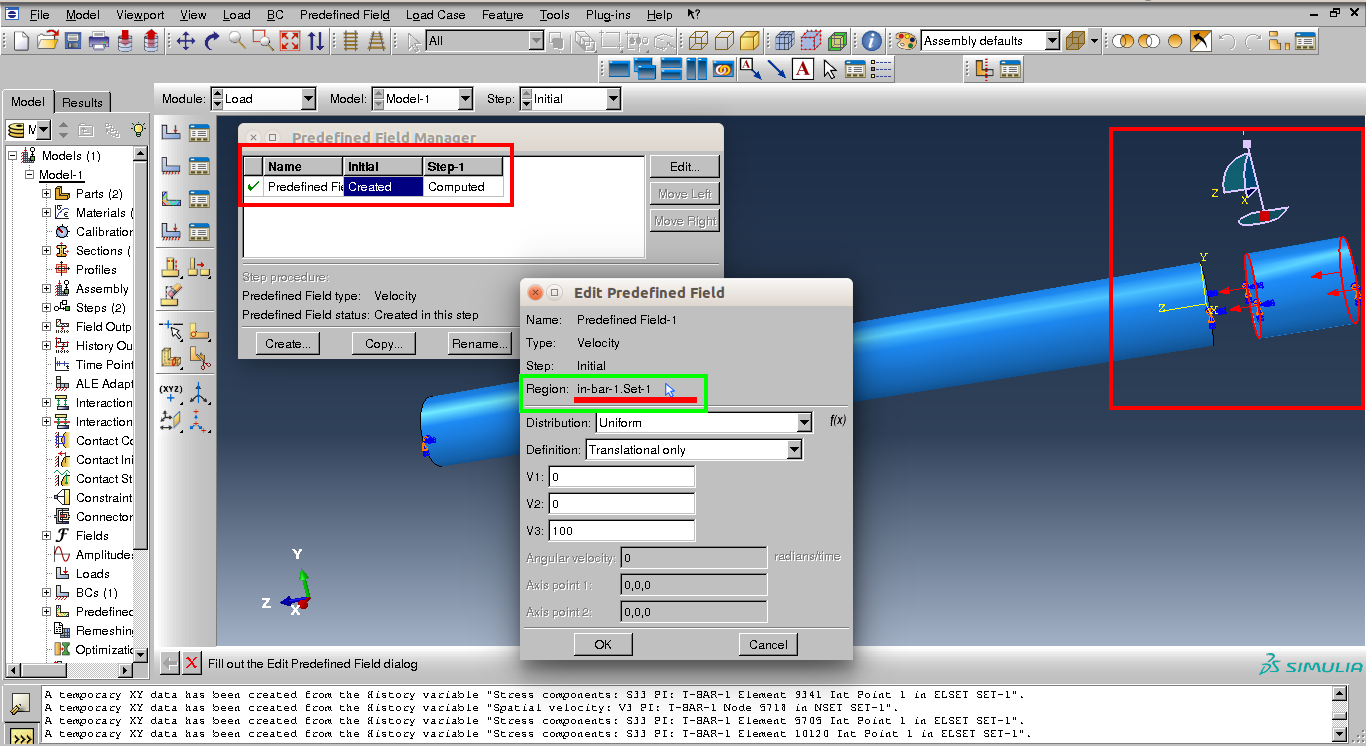 File Model Viewport View Load BC Predefined Field Load Case Feature Tools Plug-ins Help
All
Assembly defaults
A
A
Model Results
Module: Load Model: Model-1 Step: Initial
M
Models (1)
Model-1
Parts (2)
Materials (
Calibration
Sections (
Profiles
Assembly
Steps (2)
Field Outp
History Ou
Time Point
ALE Adapt
Interaction
Interaction
Contact Co
Contact Ini
Contact St
Constraint
Connector
Fields
Amplitudes
Loads
BCs (1)
Predefined
Remeshing
Optimizatio
(XYZ)
Predefined Field Manager
Name Initial Step-1
Predefined Fie Created Computed
Edit...
Move Left
Move Right
Step procedure:
Predefined Field type: Velocity
Predefined Field status: Created in this step
Create... Copy... Rename...
Edit Predefined Field
Name: Predefined Field-1
Type: Velocity
Step: Initial
Region: in-bar-1.Set-1
Distribution: Uniform f(x)
Definition: Translational only
V1: 0
V2: 0
V3: 100
Angular velocity: 0 radians/time
Axis point 1: 0,0,0
Axis point 2: 0,0,0
OK Cancel
Z
X
Y
Z
X
Y
Z
X
Fill out the Edit Predefined Field dialog
SIMULIA
A temporary XY data has been created from the History variable "Stress components: S33 PI: T-BAR-1 Element 9341 Int Point 1 in ELSET SET-1".
A temporary XY data has been created from the History variable "Spatial velocity: V3 PI: T-BAR-1 Node 9718 in NSET SET-1".
A temporary XY data has been created from the History variable "Stress components: S33 PI: T-BAR-1 Element 9709 Int Point 1 in ELSET SET-1".
A temporary XY data has been created from the History variable "Stress components: S33 PI: T-BAR-1 Element 10120 Int Point 1 in ELSET SET-1".
>>>